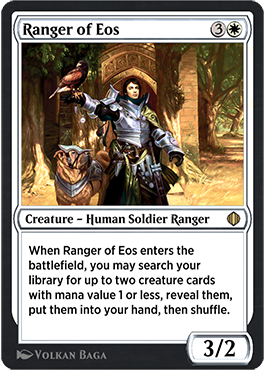 Ranger of Eos 3
Creature – Human Soldier Ranger
When Ranger of Eos enters the
battlefield, you may search your
library for up to two creature cards
with mana value 1 or less, reveal them,
put them into your hand, then shuffle.
Volkan Baga
3/2